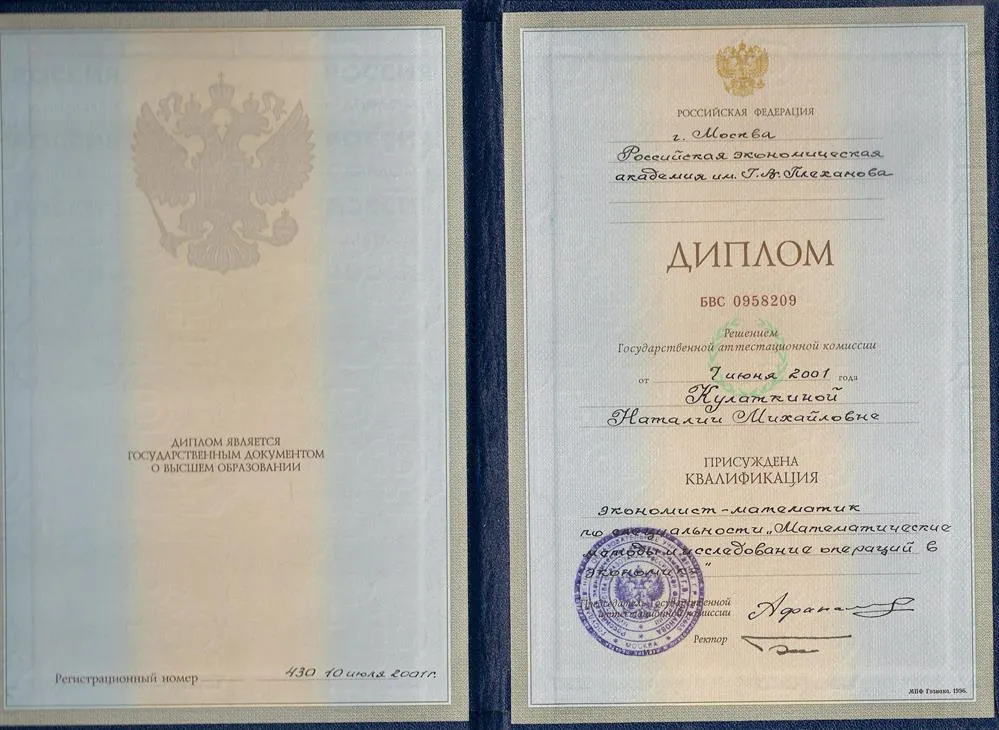 ДИПЛОМ ЯВЛЯЕТСЯ
ГОСУДАРСТВЕННЫМ ДОКУМЕНТОМ
О ВЫСШЕМ ОБРАЗОВАНИИ
Регистрационный номер 430 10 июля 2001г.
РОССИЙСКАЯ ФЕДЕРАЦИЯ
г. Москва
Российская экономическая
академия им. Г.В. Плеханова
ДИПЛОМ
БВС 0958209
Решением
Государственной аттестационной комиссии
от 7 июня 2001 года
Кулаткиной
Наталии Михайловне
ПРИСУЖДЕНА
КВАЛИФИКАЦИЯ
экономист-математик
по специальности „Математические
методы и исследование операций в
экономике"
Председатель Государственной
аттестационной комиссии
Ректор
МОСКВА
МПФ Гознака. 1996.